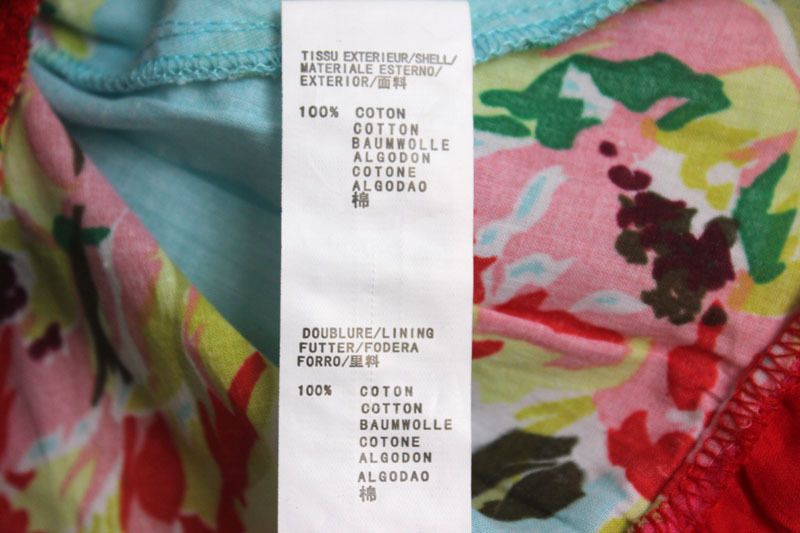 TISSU EXTERIEUR/SHELL/
MATERIALE ESTERNO/
EXTERIOR/面料
100% COTON
COTTON
BAUMWOLLE
ALGODON
COTONE
ALGODAO
棉
DOUBLURE/LINING
FUTTER/FODERA
FORRO/里料
100% COTON
COTTON
BAUMWOLLE
COTONE
ALGODON
ALGODAO
棉